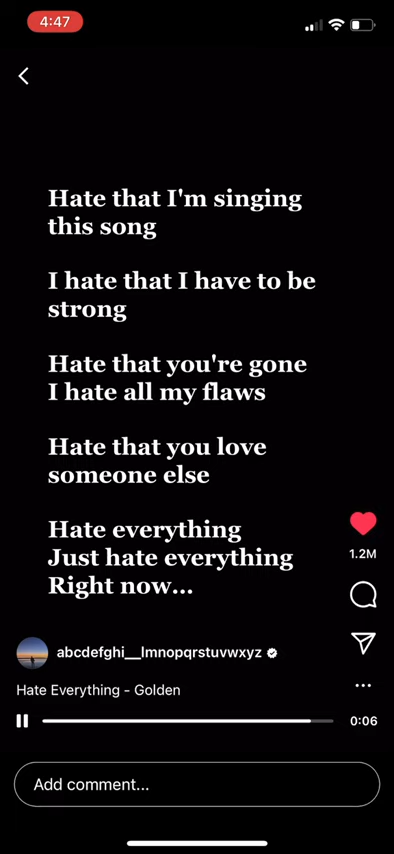 4:47
Hate that I'm singing
this song
I hate that I have to be
strong
Hate that you're gone
I hate all my flaws
Hate that you love
someone else
Hate everything
Just hate everything
Right now...
1.2M
abcdefghi__lmnopqrstuvwxyz
Hate Everything - Golden
0:06
Add comment...